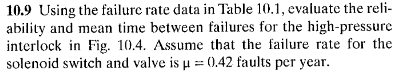 10.9 Using the failure rate data in Table 10.1, evaluate the reli-
ability and mean time between failures for the high-pressure
interlock in Fig. 10.4. Assume that the failure rate for the
solenoid switch and valve is μ = 0.42 faults per year.